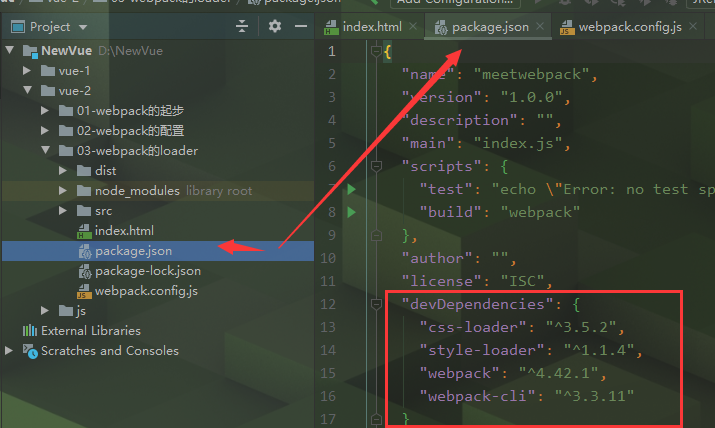 vue-2
03-webpack的loader
package.json
Add Configuration...
Project
index.html
package.json
webpack.config.js
NewVue D:\NewVue
vue-1
vue-2
01-webpack的起步
02-webpack的配置
03-webpack的loader
dist
node_modules library root
src
index.html
package.json
package-lock.json
webpack.config.js
js
External Libraries
Scratches and Consoles
1 {
2 "name": "meetwebpack",
3 "version": "1.0.0",
4 "description": "",
5 "main": "index.js",
6 "scripts": {
7 "test": "echo \"Error: no test sp
8 "build": "webpack"
9 },
10 "author": "",
11 "license": "ISC",
12 "devDependencies": {
13 "css-loader": "^3.5.2",
14 "style-loader": "^1.1.4",
15 "webpack": "^4.42.1",
16 "webpack-cli": "^3.3.11"
17 }